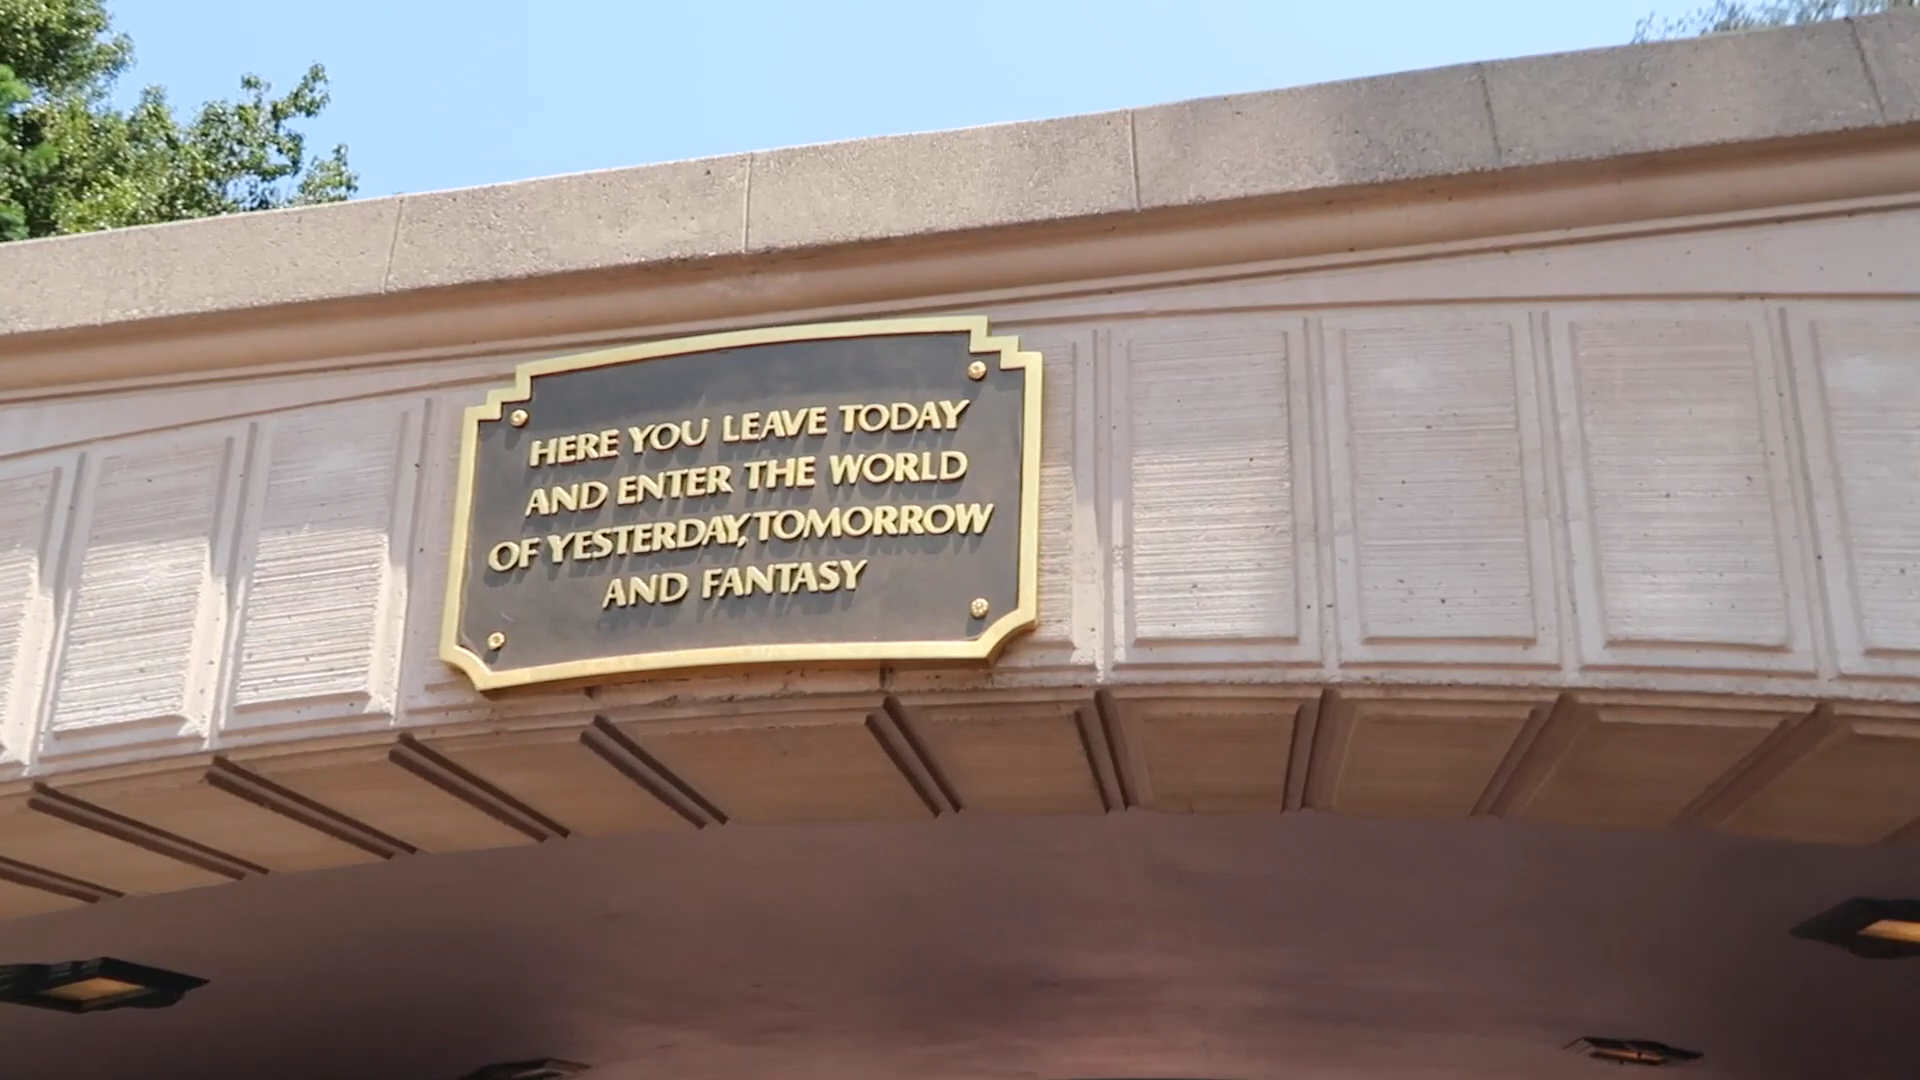 HERE YOU LEAVE TODAY
AND ENTER THE WORLD
OF YESTERDAY, TOMORROW
AND FANTASY